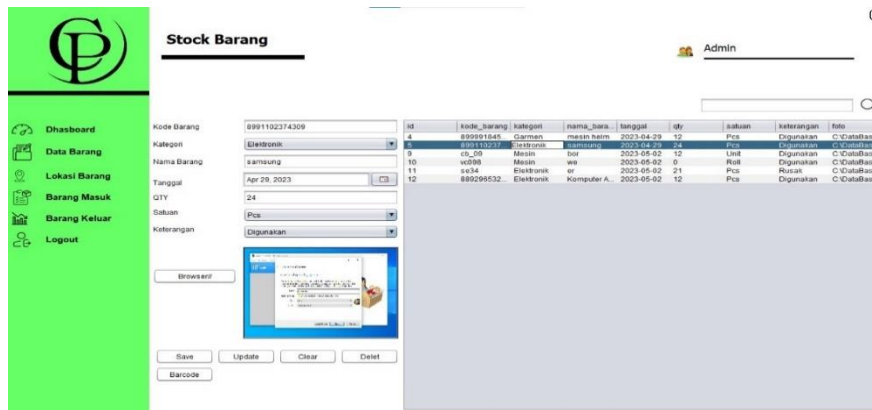 Stock Barang
Admin
Dhasboard
Data Barang
Lokasi Barang
Barang Masuk
Barang Keluar
Logout
Kode Barang 8991102374309
Kategori Elektronik
Nama Barang samsung
Tanggal Apr 29, 2023
QTY 24
Satuan Pcs
Keterangan Digunakan
Browser//
Save Update Clear Delet
Barcode
id kode_barang kategori nama_bara... tanggal qty satuan keterangan foto
4 899991845... Garmen mesin helm 2023-04-29 12 Pcs Digunakan C:\DataBas
5 899110237... Elektronik samsung 2023-04-29 24 Pcs Digunakan C:\DataBas
9 cb_09 Mesin bor 2023-05-02 12 Unit Digunakan C:\DataBas
10 vc098 Mesin we 2023-05-02 0 Roll Digunakan C:\DataBas
11 se34 Elektronik er 2023-05-02 21 Pcs Rusak C:\DataBas
12 899296532... Elektronik Komputer A... 2023-05-02 12 Pcs Digunakan C:\DataBas